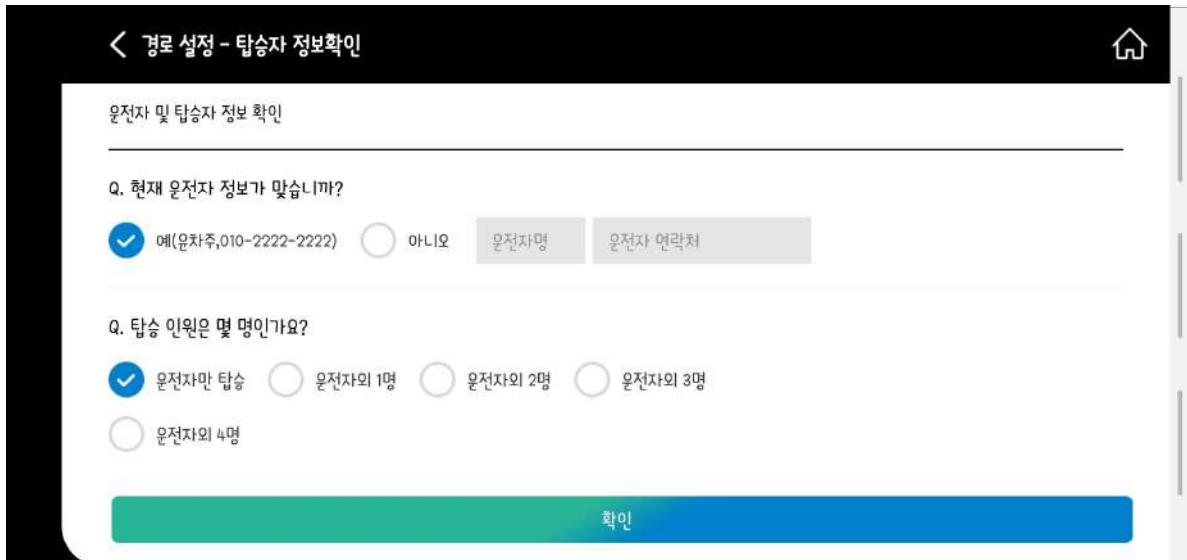 경로 설정 - 탑승자 정보확인
운전자 및 탑승자 정보 확인
Q. 현재 운전자 정보가 맞습니까?
예(윤차주,010-2222-2222) 아니오 운전자명 운전자 연락처
Q. 탑승 인원은 몇 명인가요?
운전자만 탑승 운전자외 1명 운전자외 2명 운전자외 3명
운전자외 4명
확인